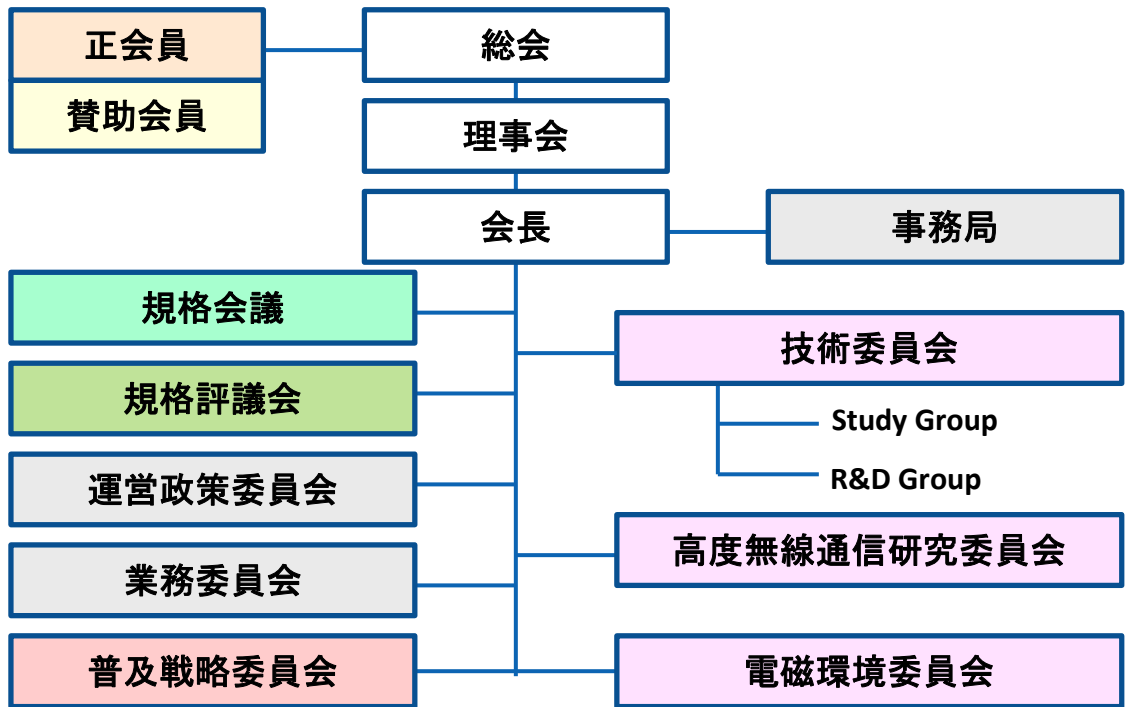 正会員
総会
賛助会員
理事会
会長
事務局
規格会議
技術委員会
規格評議会
Study Group
R&D Group
運営政策委員会
高度無線通信研究委員会
業務委員会
普及戦略委員会
電磁環境委員会